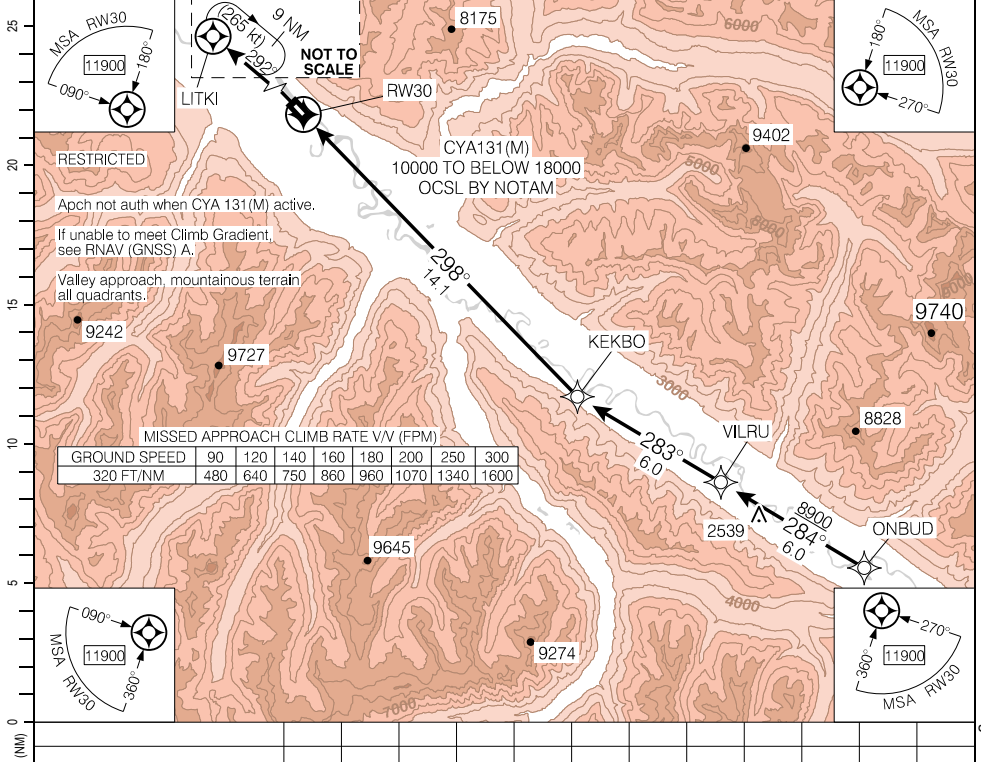 25
20
15
10
5
0
(NM)
MSA RW30
11900
180°
090°
9 NM
(265 kt)
292°
NOT TO
SCALE
LITKI
RW30
8175
6000
MSA RW30
11900
180°
270°
9402
5000
8000
CYA131(M)
10000 TO BELOW 18000
OCSL BY NOTAM
RESTRICTED
Apch not auth when CYA 131(M) active.
If unable to meet Climb Gradient,
see RNAV (GNSS) A.
Valley approach, mountainous terrain
all quadrants.
298°
14.1
9242
9727
9740
KEKBO
3000
8828
283°
6.0
VILRU
MISSED APPROACH CLIMB RATE V/V (FPM)
GROUND SPEED 90 120 140 160 180 200 250 300
320 FT/NM 480 640 750 860 960 1070 1340 1600
2539
8900
284°
6.0
ONBUD
9645
4000
9274
7000
090°
11900
360°
MSA RW30
270°
11900
360°
MSA RW30